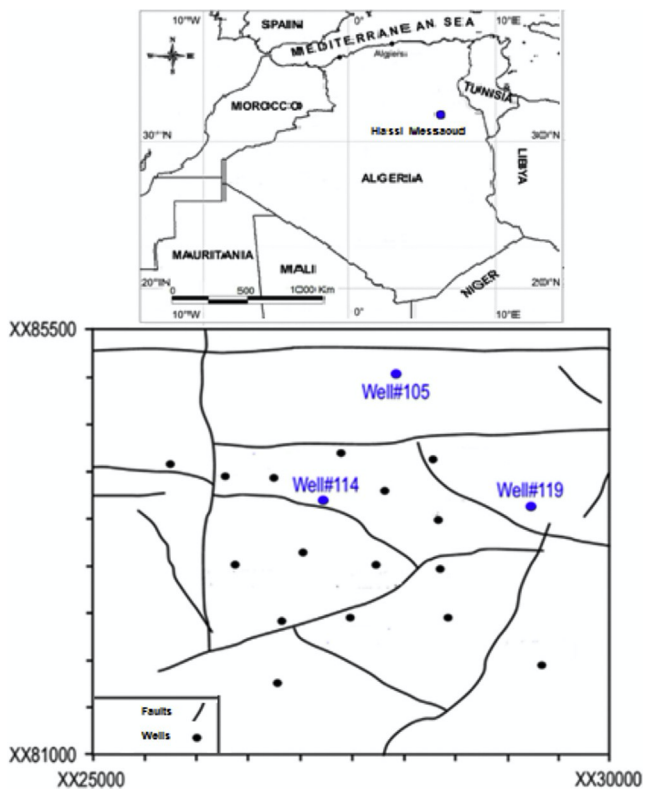 10°W 0° 10°E
SPAIN
MEDITERRANEAN SEA
Algiers
TUNISIA
MOROCCO
Hassi Messaoud
30°N 30°N
LIBYA
ALGERIA
MAURITANIA
MALI
NIGER
20°N 20°N
0 500 1000 Km
10°W 0° 10°E
XX85500
Well#105
Well#114
Well#119
Faults
Wells
XX81000
XX25000 XX30000